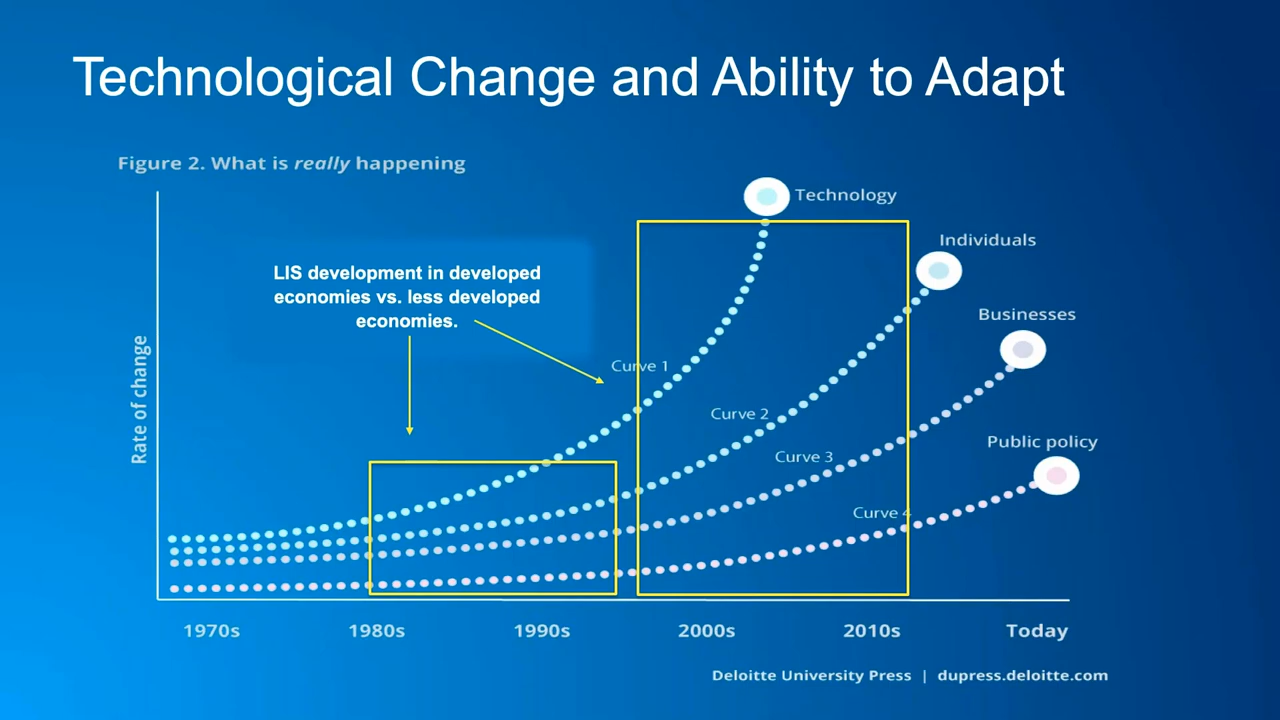 Technological Change and Ability to Adapt
Figure 2. What is really happening
Technology
Individuals
LIS development in developed
economies vs. less developed
economies.
Businesses
Curve 1
Rate of change
Curve 2
Public policy
Curve 3
Curve 4
1970s 1980s 1990s 2000s 2010s Today
Deloitte University Press | dupress.deloitte.com